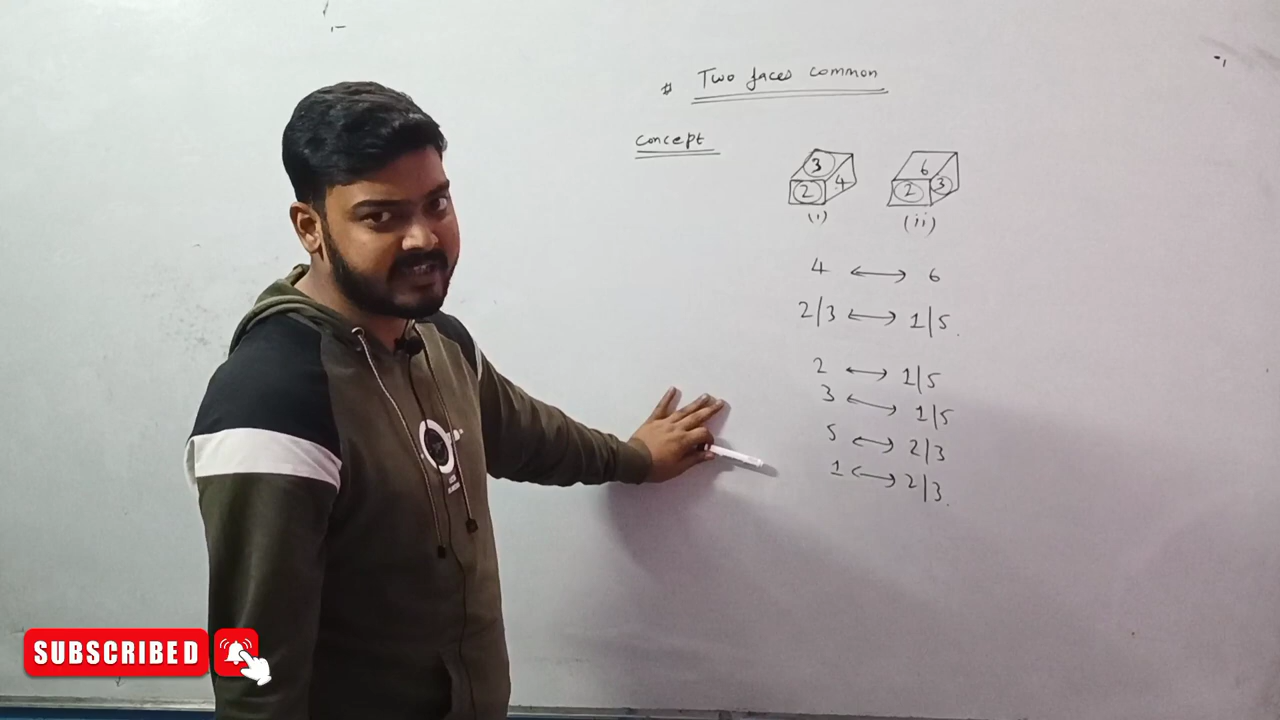 # Two faces common
concept
3 6
2 4 2 3
(i) (ii)
4 ⟷ 6
2/3 ⟷ 1/5.
2 ⟷ 1/5
3 ⟷ 1/5
5 ⟷ 2/3
1 ⟷ 2/3.
SUBSCRIBED